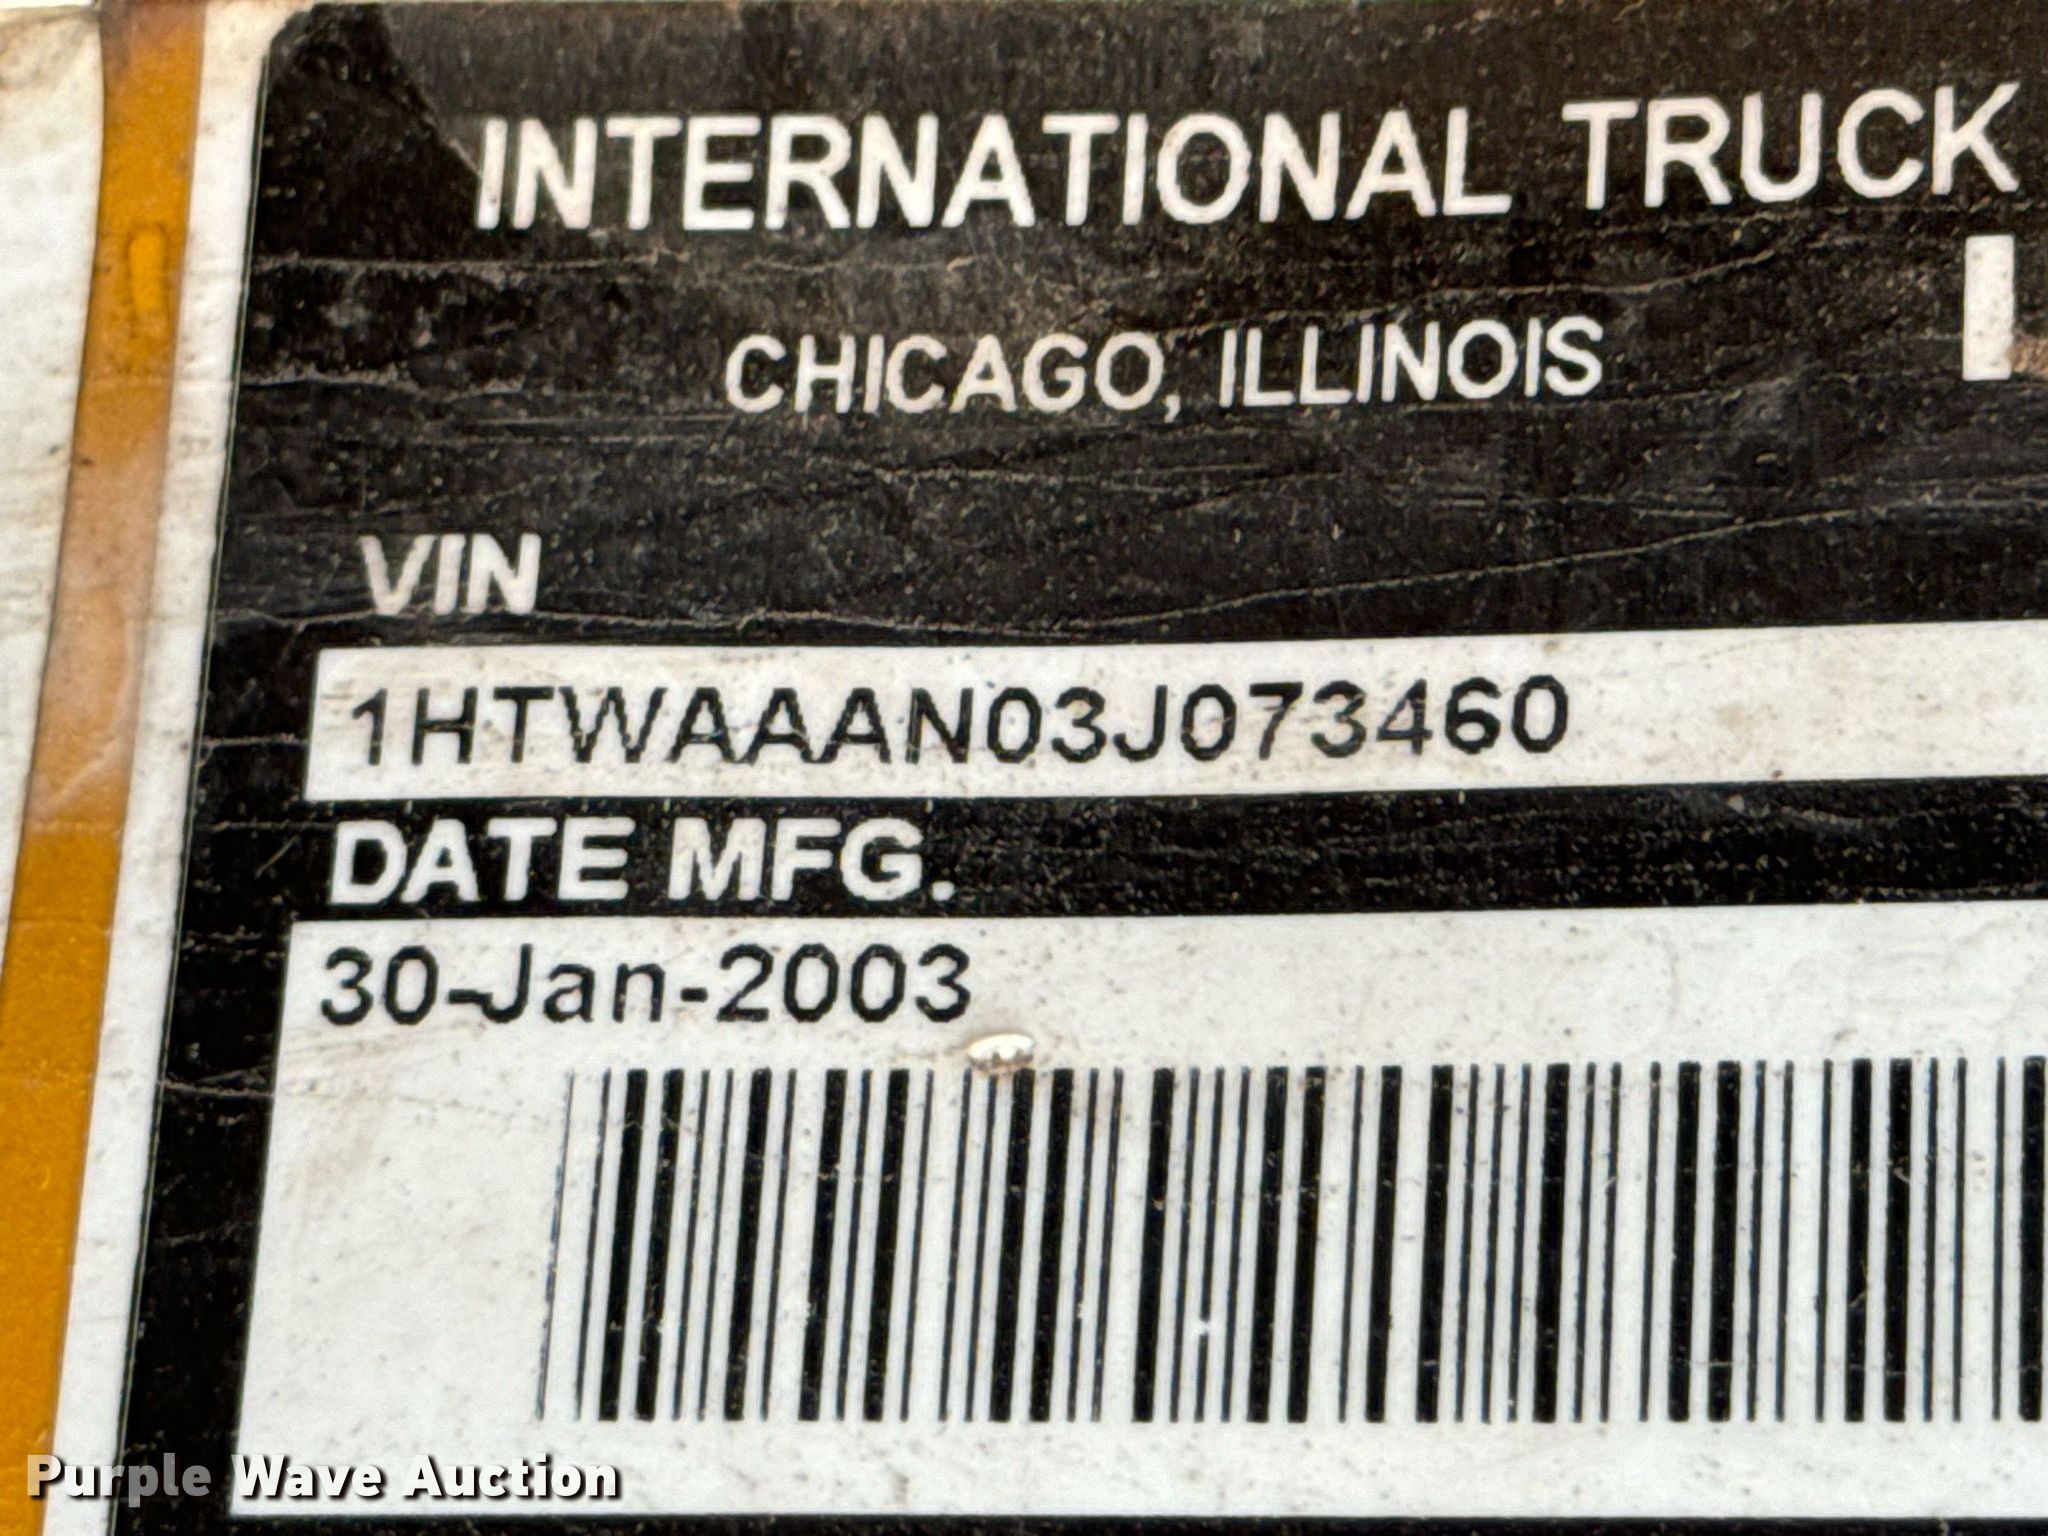 INTERNATIONAL TRUCK
CHICAGO, ILLINOIS
VIN
1HTWAAAN03J073460
DATE MFG.
30-Jan-2003
Purple Wave Auction